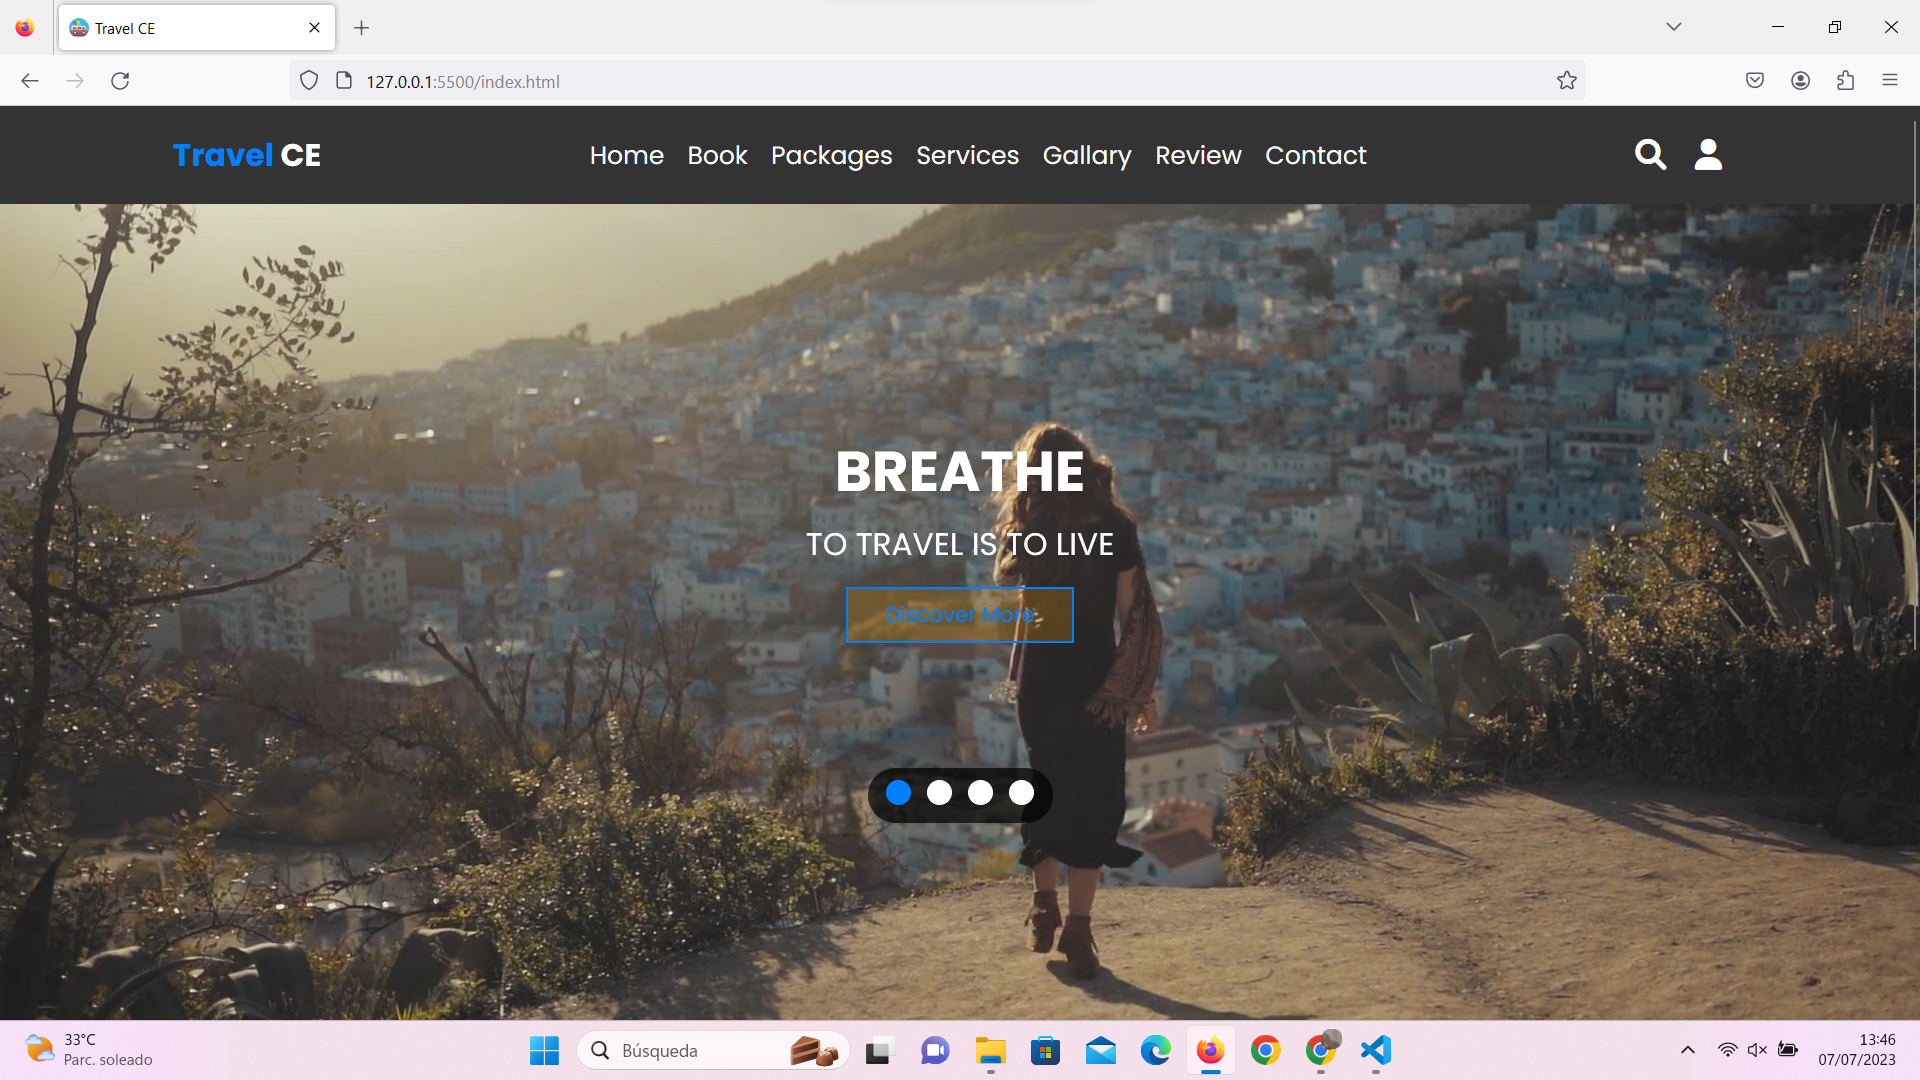 Travel CE
127.0.0.1:5500/index.html
Travel CE
Home Book Packages Services Gallary Review Contact
BREATHE
TO TRAVEL IS TO LIVE
Discover More
33°C
Parc. soleado
Búsqueda
13:46
07/07/2023